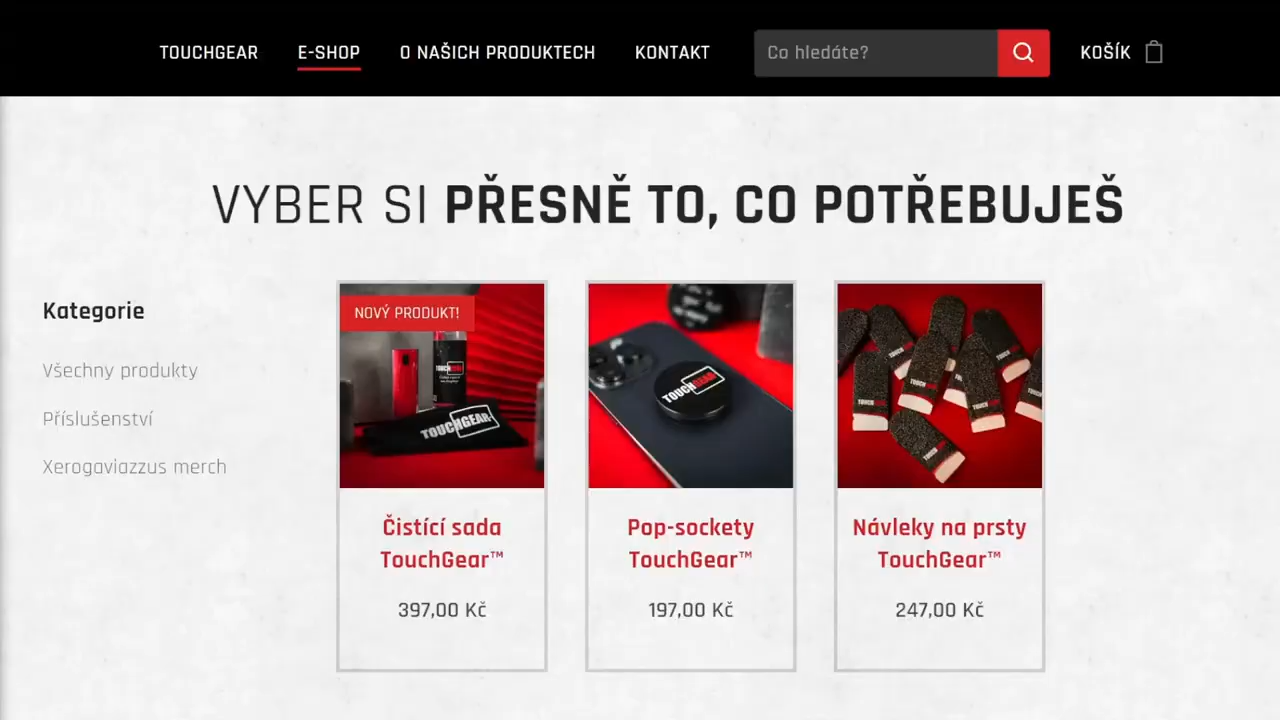 TOUCHGEAR E-SHOP O NAŠICH PRODUKTECH KONTAKT Co hledáte? KOŠÍK
VYBER SI PŘESNĚ TO, CO POTŘEBUJEŠ
Kategorie
Všechny produkty
Příslušenství
Xerogaviazzus merch
NOVÝ PRODUKT!
TOUCHGEAR
Čistící sada
TouchGear™
397,00 Kč
TOUCHGEAR
Pop-sockety
TouchGear™
197,00 Kč
Návleky na prsty
TouchGear™
247,00 Kč